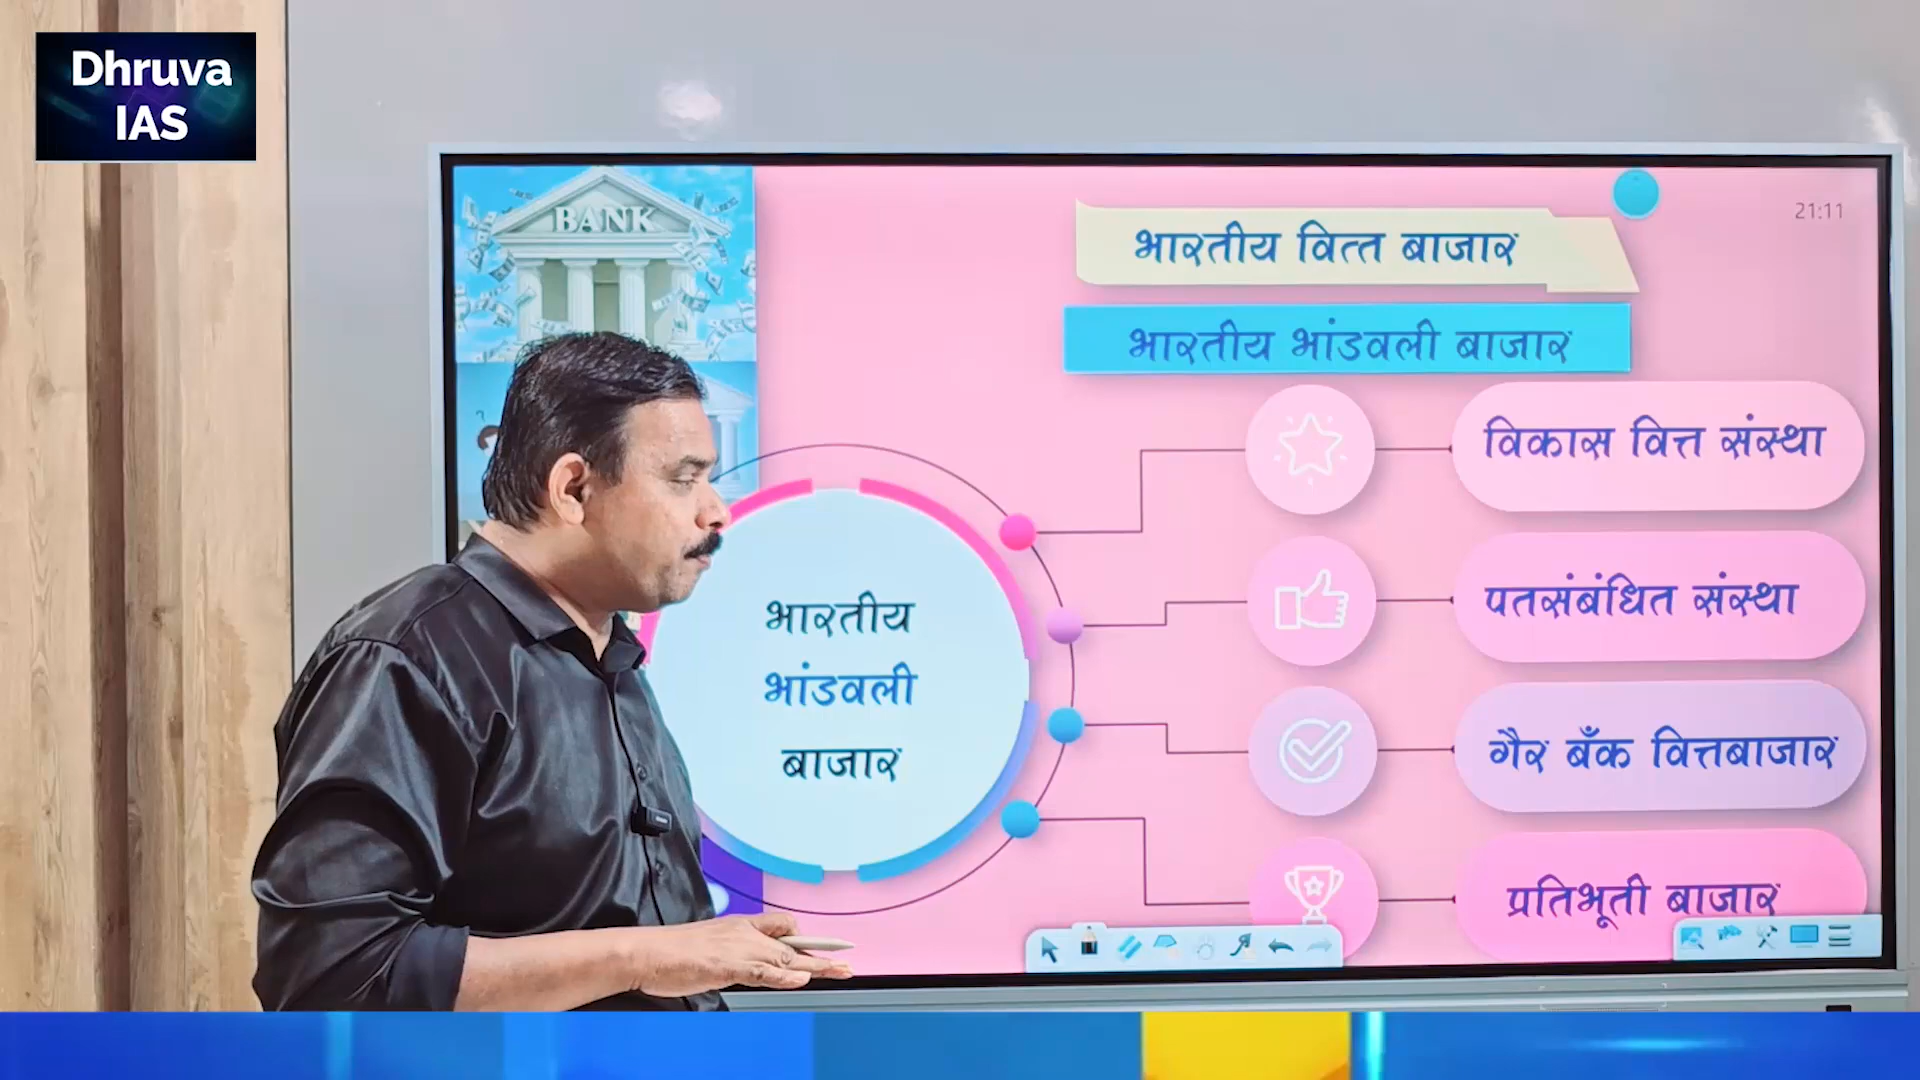 Dhruva
IAS
BANK
21:11
भारतीय वित्त बाजार
भारतीय भांडवली बाजार
विकास वित्त संस्था
पतसंबंधित संस्था
गैर बँक वित्तबाजार
प्रतिभूती बाजार
भारतीय
भांडवली
बाजार